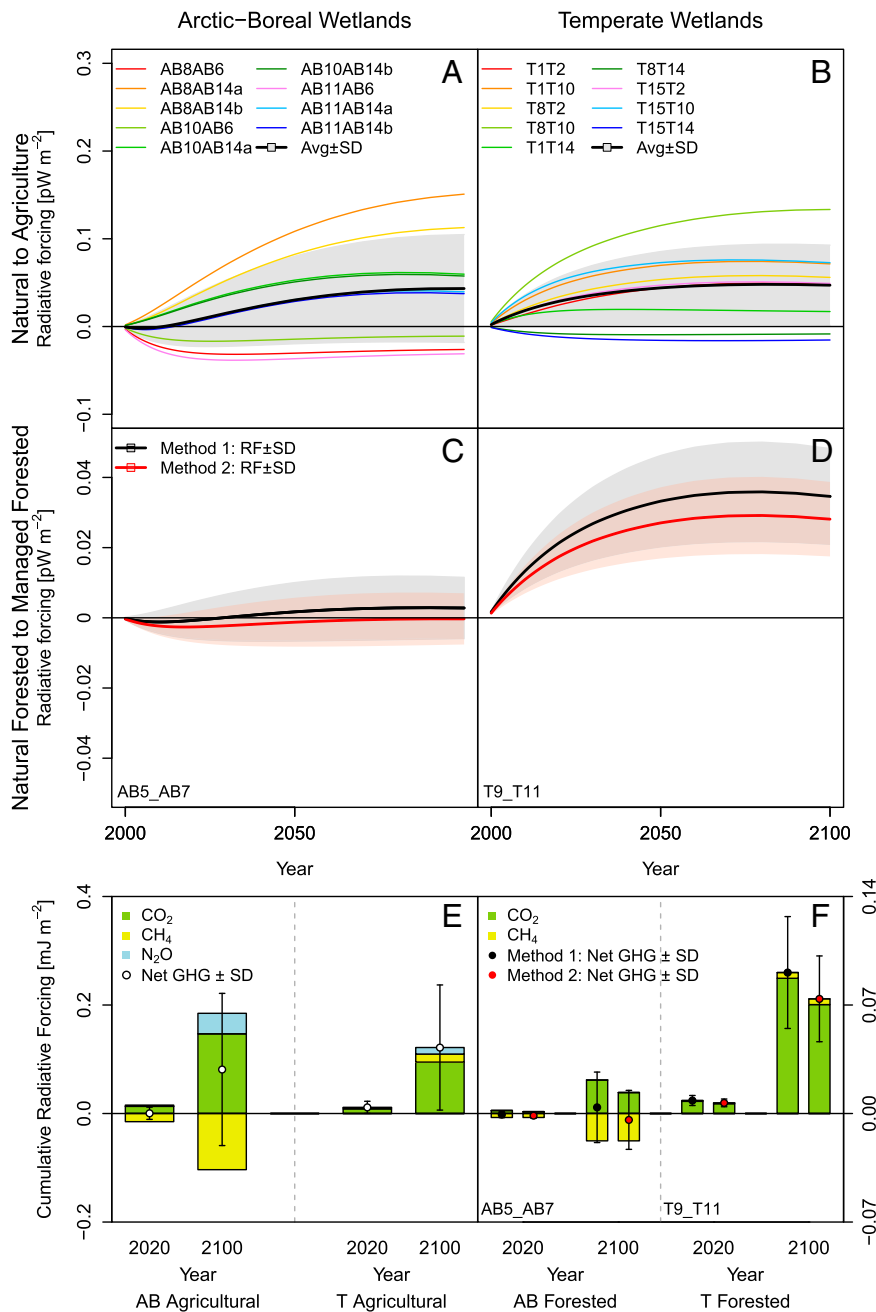 Arctic−Boreal Wetlands
Temperate Wetlands
Natural to Agriculture
Radiative forcing [pW m−2]
0.3
0.2
0.1
0.0
−0.1
AB8AB6
AB8AB14a
AB8AB14b
AB10AB6
AB10AB14a
AB10AB14b
AB11AB6
AB11AB14a
AB11AB14b
Avg±SD
A
T1T2
T1T10
T8T2
T8T10
T1T14
T8T14
T15T2
T15T10
T15T14
Avg±SD
B
Natural Forested to Managed Forested
Radiative forcing [pW m−2]
0.04
0.02
0
−0.02
−0.04
Method 1: RF±SD
Method 2: RF±SD
C
AB5_AB7
D
T9_T11
2000
2050
2000
2050
2100
Year
Year
Cumulative Radiative Forcing [mJ m−2]
0.4
0.2
0.0
−0.2
CO2
CH4
N2O
Net GHG ± SD
E
CO2
CH4
Method 1: Net GHG ± SD
Method 2: Net GHG ± SD
F
AB5_AB7
T9_T11
0.14
0.07
0.00
−0.07
2020
2100
2020
2100
2020
2100
2020
2100
Year
Year
Year
Year
AB Agricultural
T Agricultural
AB Forested
T Forested